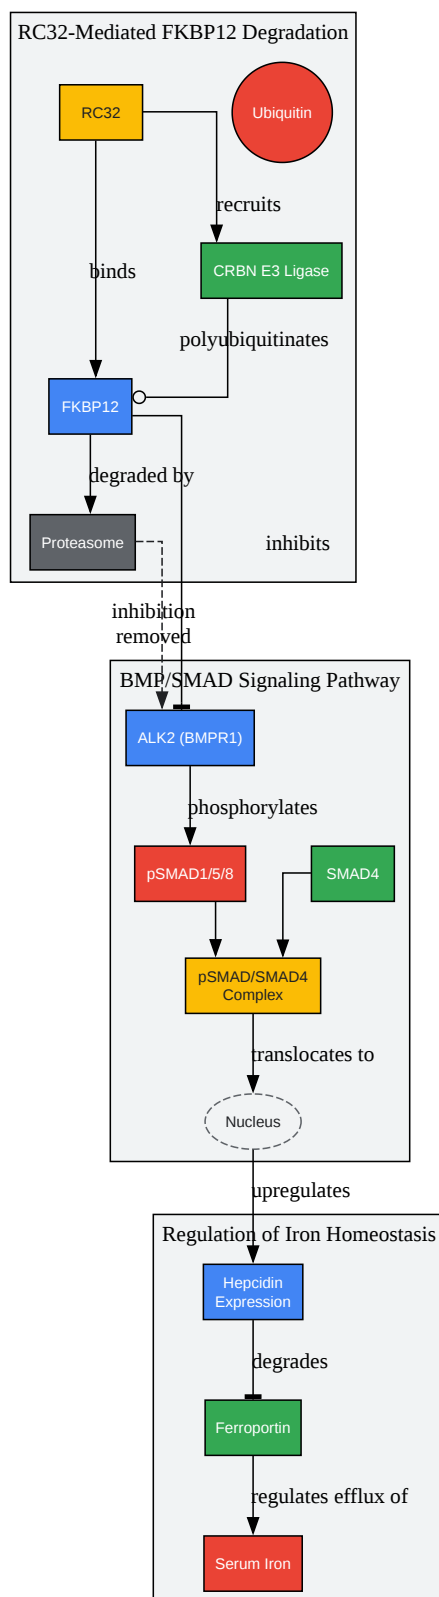 RC32-Mediated FKBP12 Degradation
RC32
Ubiquitin
recruits
binds
CRBN E3 Ligase
polyubiquitinates
FKBP12
degraded by
Proteasome
inhibits
inhibition
removed
BMP/SMAD Signaling Pathway
ALK2 (BMPR1)
phosphorylates
pSMAD1/5/8
SMAD4
pSMAD/SMAD4
Complex
translocates to
Nucleus
upregulates
Regulation of Iron Homeostasis
Hepcidin
Expression
degrades
Ferroportin
regulates efflux of
Serum Iron